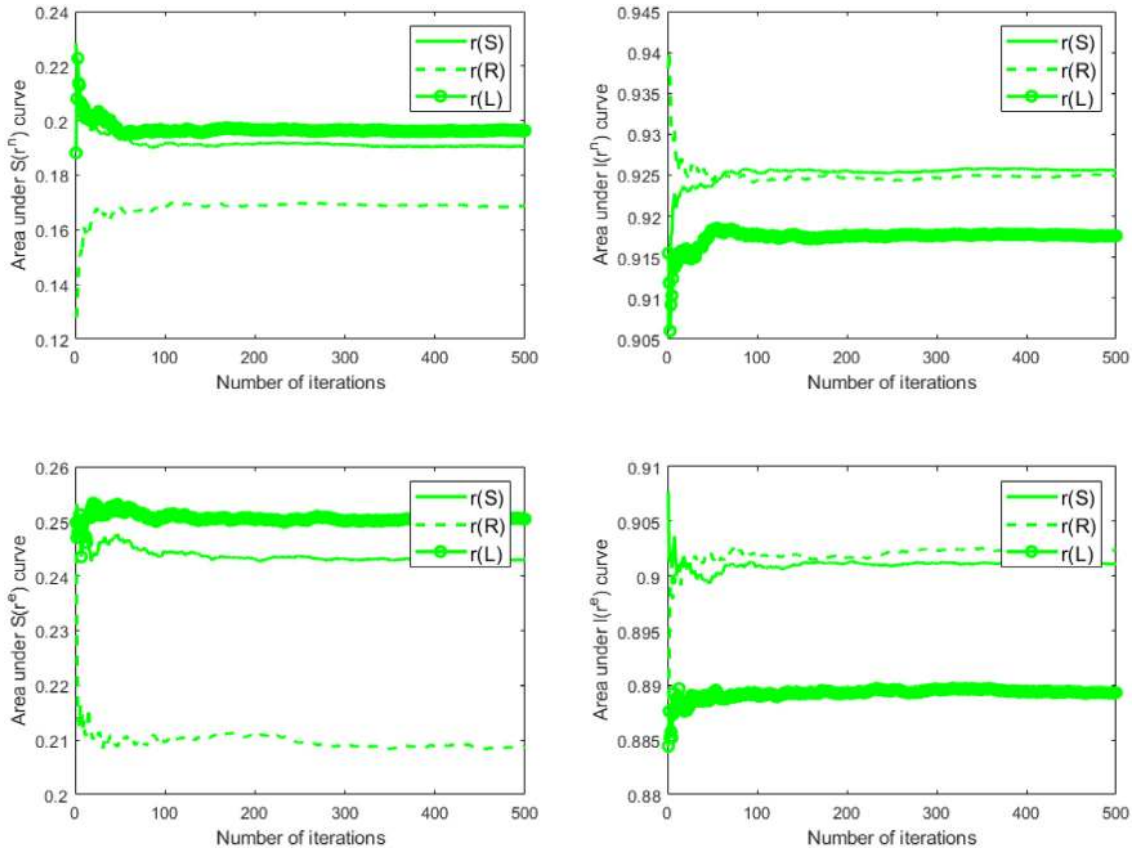 Area under S(r^n) curve
0.24
0.22
0.2
0.18
0.16
0.14
0.12
r(S)
r(R)
r(L)
0 100 200 300 400 500
Number of iterations
Area under I(r^n) curve
0.945
0.94
0.935
0.93
0.925
0.92
0.915
0.91
0.905
r(S)
r(R)
r(L)
0 100 200 300 400 500
Number of iterations
Area under S(r^e) curve
0.26
0.25
0.24
0.23
0.22
0.21
0.2
r(S)
r(R)
r(L)
0 100 200 300 400 500
Number of iterations
Area under I(r^e) curve
0.91
0.905
0.9
0.895
0.89
0.885
0.88
r(S)
r(R)
r(L)
0 100 200 300 400 500
Number of iterations